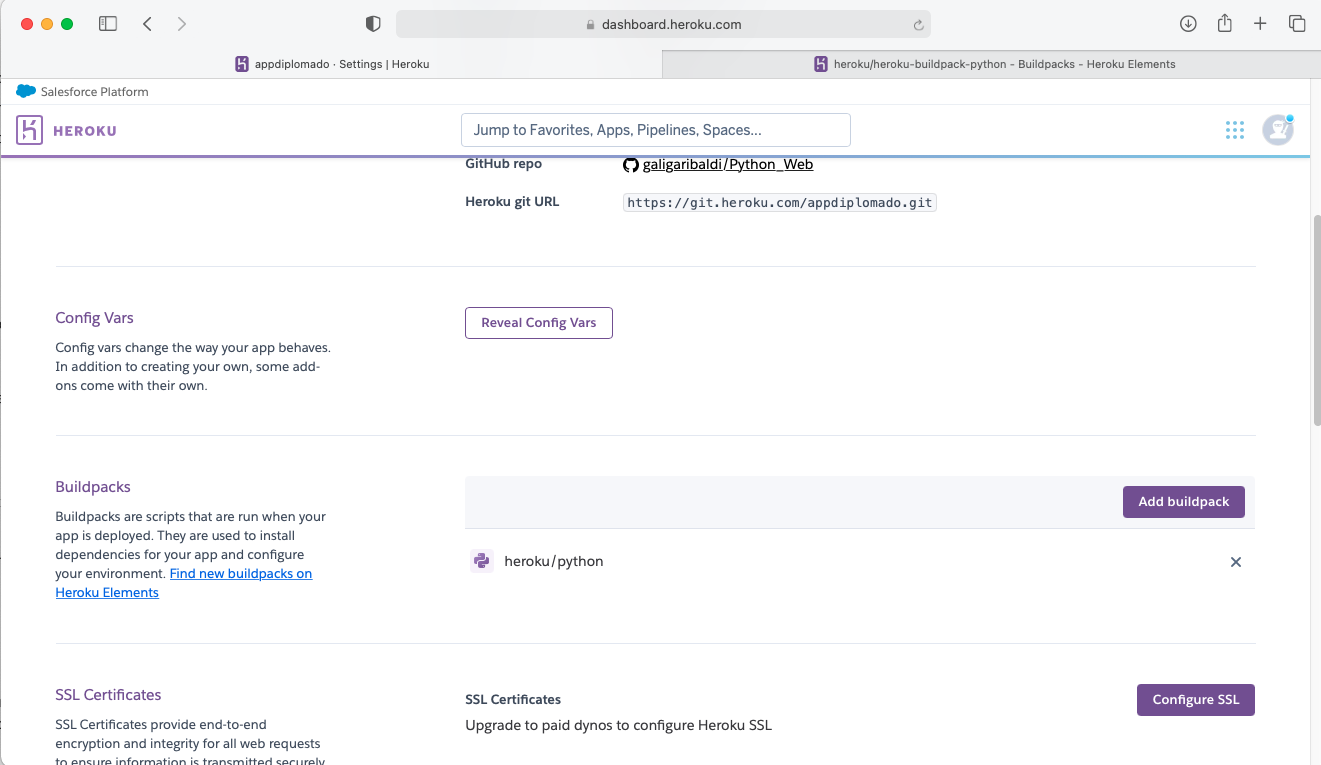 dashboard.heroku.com
appdiplomado · Settings | Heroku
heroku/heroku-buildpack-python - Buildpacks - Heroku Elements
Salesforce Platform
HEROKU
Jump to Favorites, Apps, Pipelines, Spaces...
GitHub repo
galigaribaldi/Python_Web
Heroku git URL
https://git.heroku.com/appdiplomado.git
Config Vars
Config vars change the way your app behaves.
In addition to creating your own, some add-
ons come with their own.
Reveal Config Vars
Buildpacks
Buildpacks are scripts that are run when your
app is deployed. They are used to install
dependencies for your app and configure
your environment. Find new buildpacks on
Heroku Elements
Add buildpack
heroku/python
SSL Certificates
SSL Certificates provide end-to-end
encryption and integrity for all web requests
to ensure information is transmitted securely
SSL Certificates
Upgrade to paid dynos to configure Heroku SSL
Configure SSL